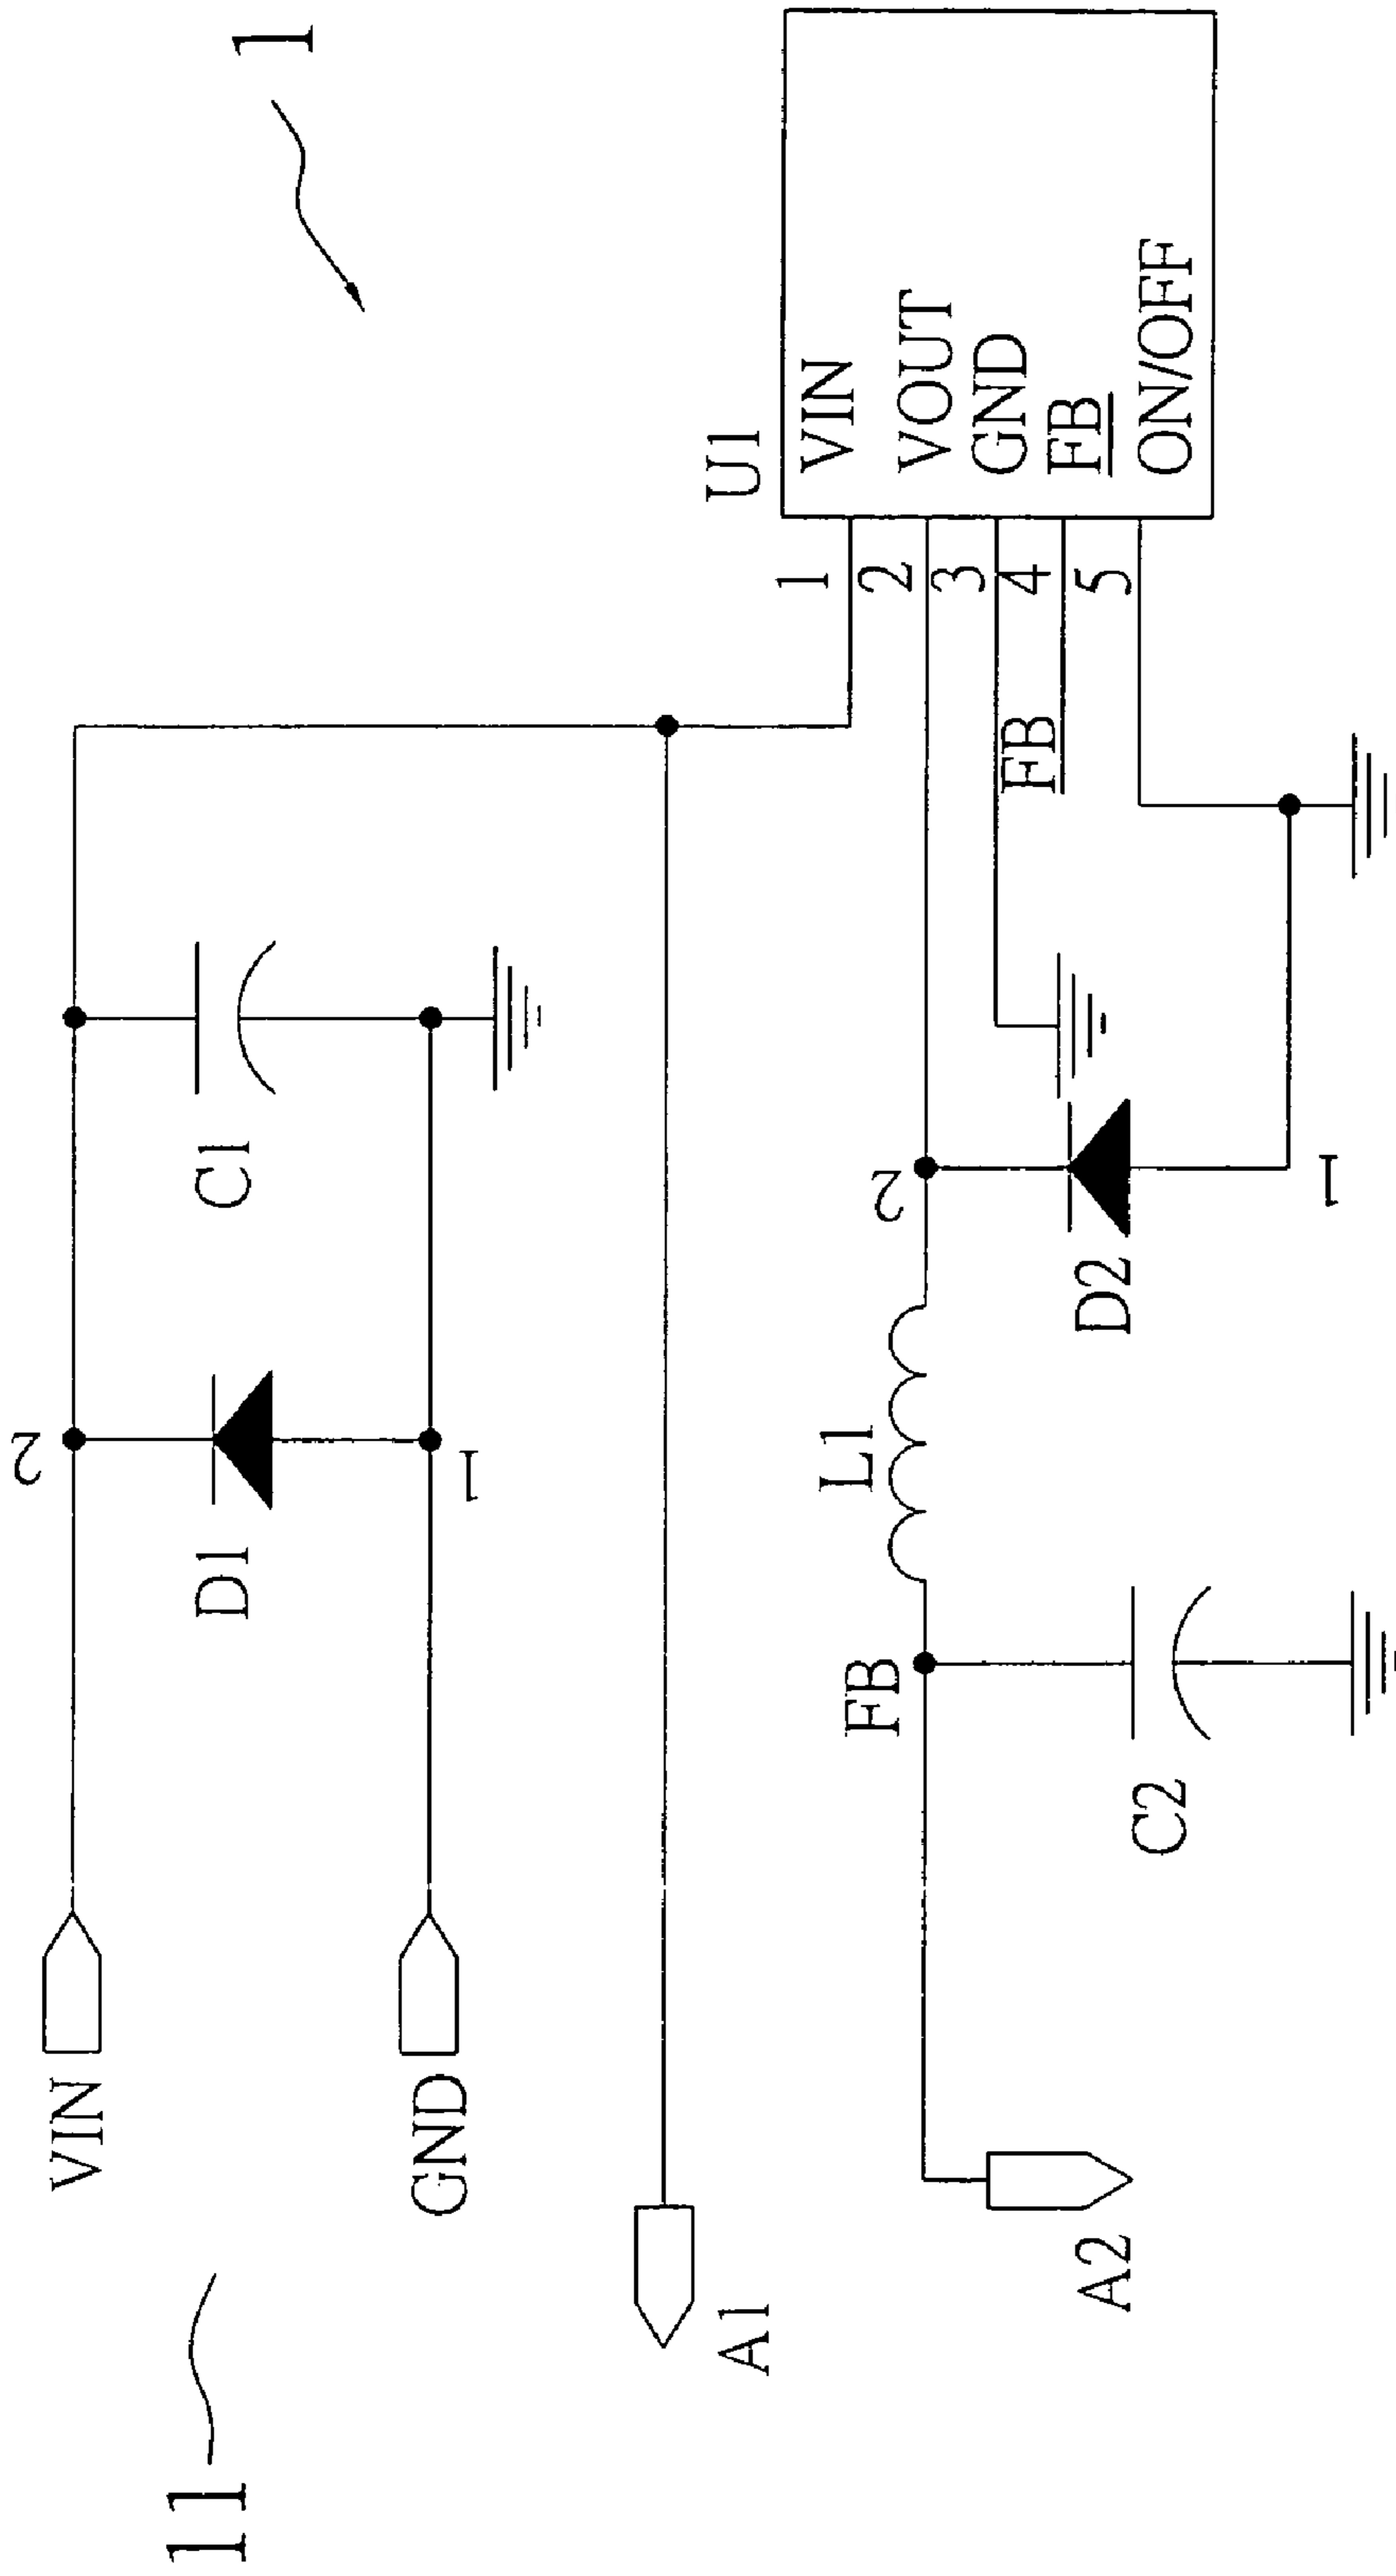 2
VIN
11
D1
C1
1
GND
1
U1
A1
1 VIN
L1
FB
2
2 VOUT
3 GND
FB
4 FB
A2
D2
5 ON/OFF
C2
1